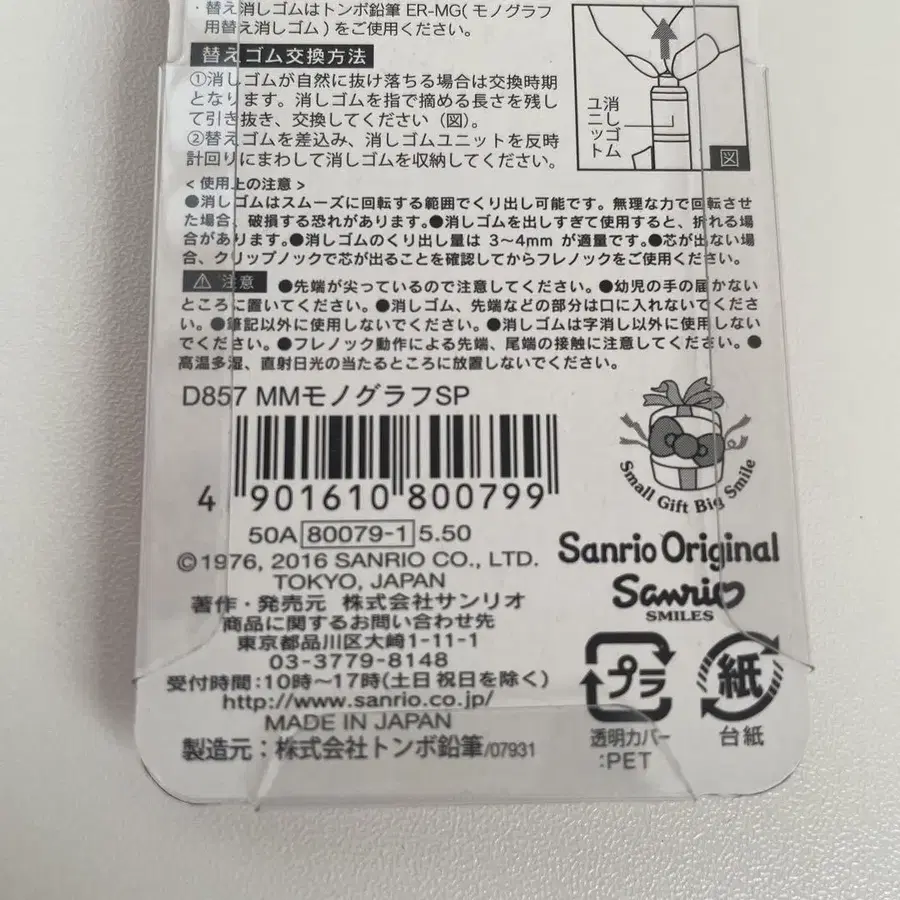 ・替え消しゴムはトンボ鉛筆 ER-MG( モノグラフ
用替え消しゴム ) をご使用ください。
替えゴム交換方法
①消しゴムが自然に抜け落ちる場合は交換時期
となります。消しゴムを指で摘める長さを残し
て引き抜き、交換してください (図)。
②替えゴムを差込み、消しゴムユニットを反時
計回りにまわして消しゴムを収納してください。
消しゴム
ユニット
図
< 使用上の注意 >
●消しゴムはスムーズに回転する範囲でくり出し可能です。無理な力で回転させ
た場合、破損する恐れがあります。●消しゴムを出しすぎて使用すると、折れる場
合があります。●消しゴムのくり出し量は 3〜4mm が適量です。●芯が出ない場
合、クリップノックで芯が出ることを確認してからフレノックをご使用ください。
⚠ 注意 ●先端が尖っているので注意してください。●幼児の手の届かない
ところに置いてください。●消しゴム、先端などの部分は口に入れないでくださ
い。●筆記以外に使用しないでください。●消しゴムは字消し以外に使用しない
でください。●フレノック動作による先端、尾端の接触に注意してください。●
高温多湿、直射日光の当たるところに放置しないでください。
D857 MMモノグラフSP
4 901610 800799
50A 80079-1 5.50
©1976, 2016 SANRIO CO., LTD.
TOKYO, JAPAN
著作・発売元 株式会社サンリオ
商品に関するお問い合わせ先
東京都品川区大崎1-11-1
03-3779-8148
受付時間:10時〜17時(土日 祝日を除く)
http://www.sanrio.co.jp/
MADE IN JAPAN
製造元：株式会社トンボ鉛筆/07931
Small Gift Big Smile
Sanrio Original
Sanrio
SMILES
プラ
透明カバー
:PET
紙
台紙